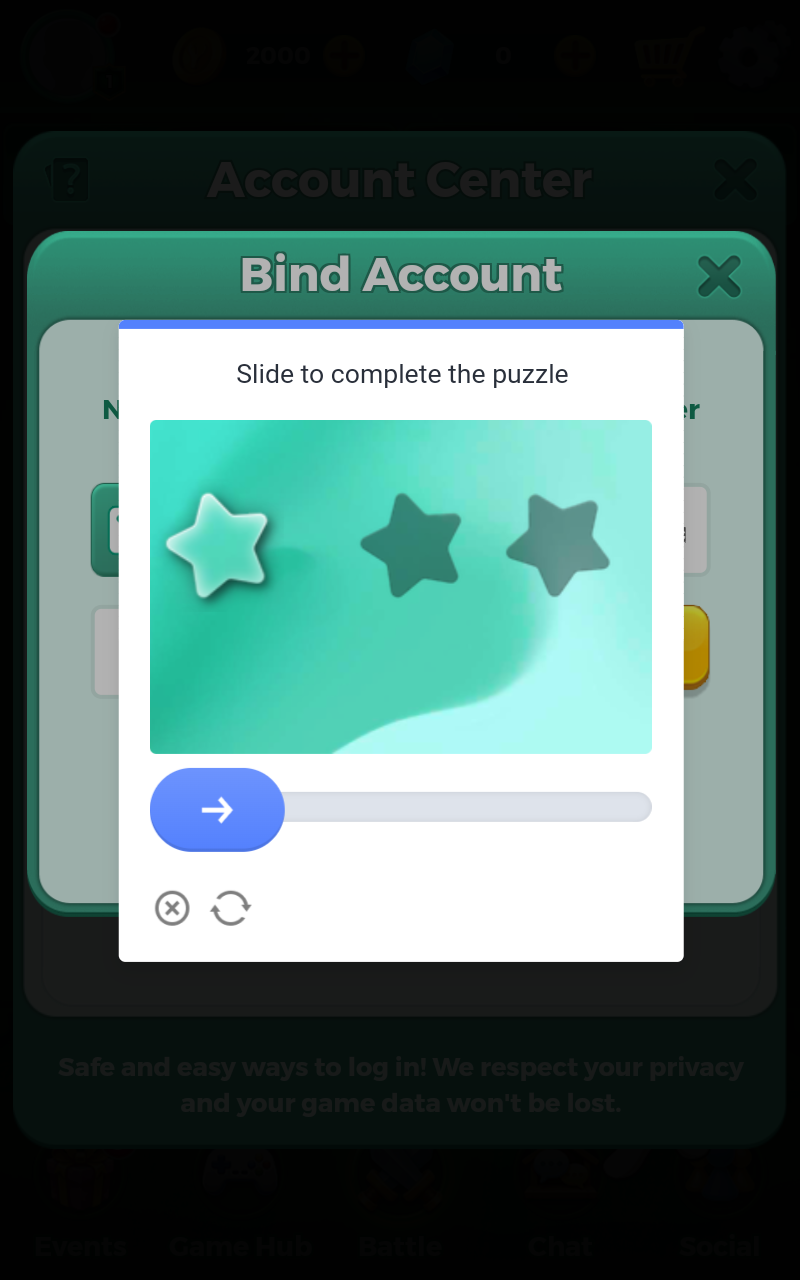 2000
0
Account Center
Bind Account
Slide to complete the puzzle
N
er
Safe and easy ways to log in! We respect your privacy
and your game data won't be lost.
Events
Game Hub
Battle
Chat
Social